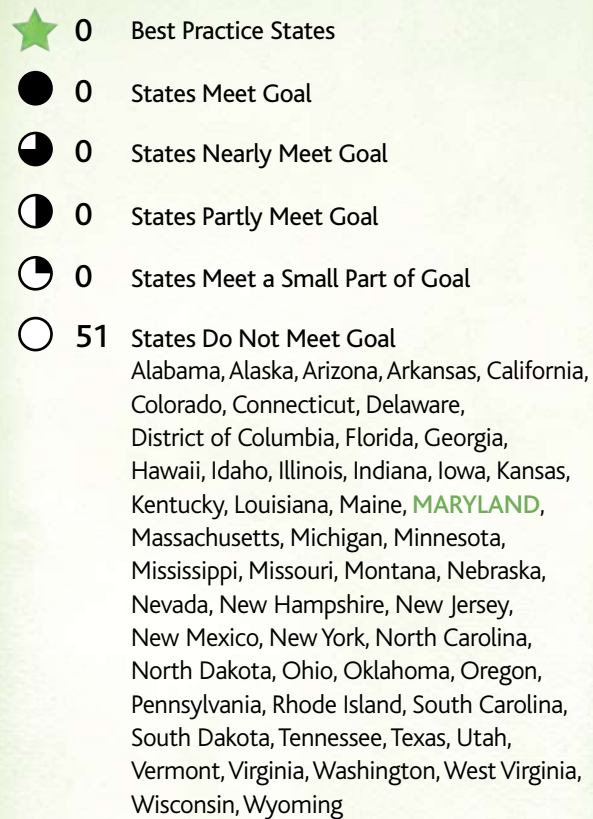 0 Best Practice States
0 States Meet Goal
0 States Nearly Meet Goal
0 States Partly Meet Goal
0 States Meet a Small Part of Goal
51 States Do Not Meet Goal
Alabama, Alaska, Arizona, Arkansas, California,
Colorado, Connecticut, Delaware,
District of Columbia, Florida, Georgia,
Hawaii, Idaho, Illinois, Indiana, Iowa, Kansas,
Kentucky, Louisiana, Maine, MARYLAND,
Massachusetts, Michigan, Minnesota,
Mississippi, Missouri, Montana, Nebraska,
Nevada, New Hampshire, New Jersey,
New Mexico, New York, North Carolina,
North Dakota, Ohio, Oklahoma, Oregon,
Pennsylvania, Rhode Island, South Carolina,
South Dakota, Tennessee, Texas, Utah,
Vermont, Virginia, Washington, West Virginia,
Wisconsin, Wyoming